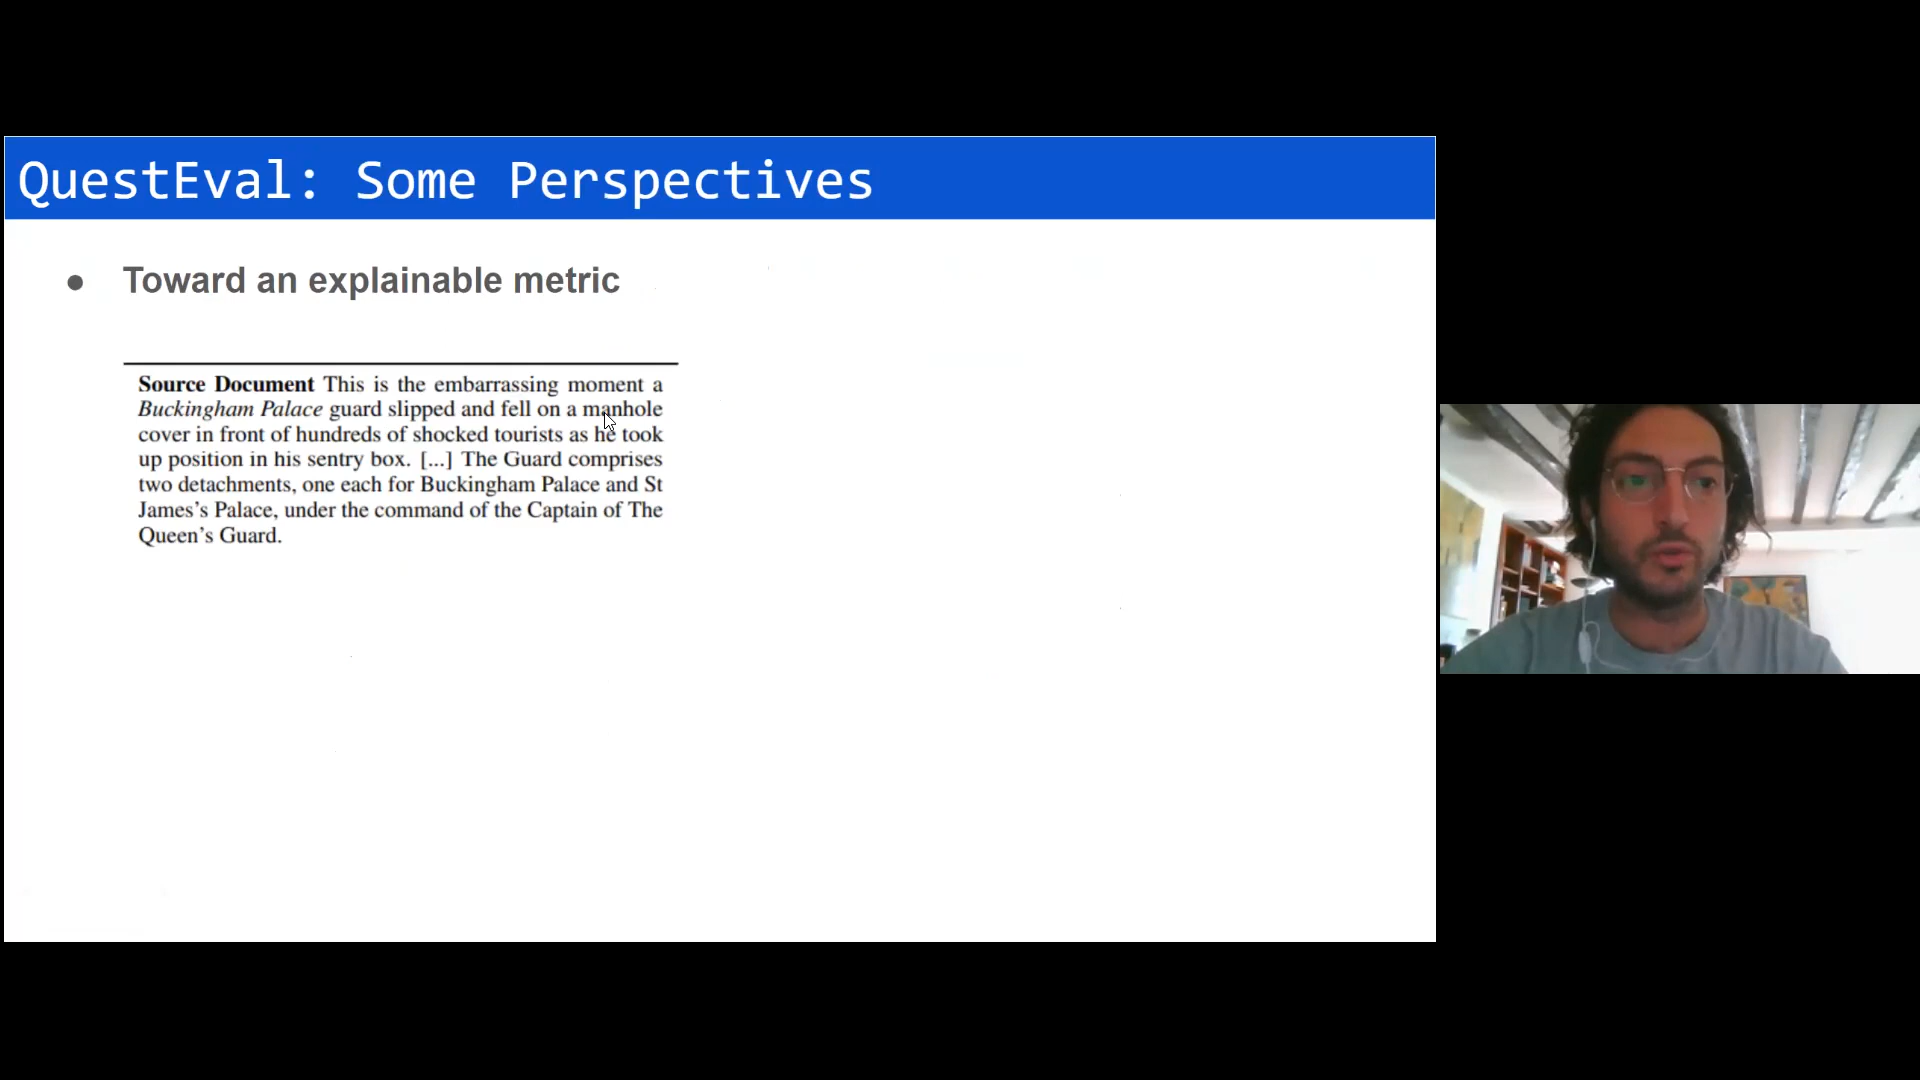 QuestEval: Some Perspectives
● Toward an explainable metric
Source Document This is the embarrassing moment a
Buckingham Palace guard slipped and fell on a manhole
cover in front of hundreds of shocked tourists as he took
up position in his sentry box. [...] The Guard comprises
two detachments, one each for Buckingham Palace and St
James’s Palace, under the command of the Captain of The
Queen’s Guard.